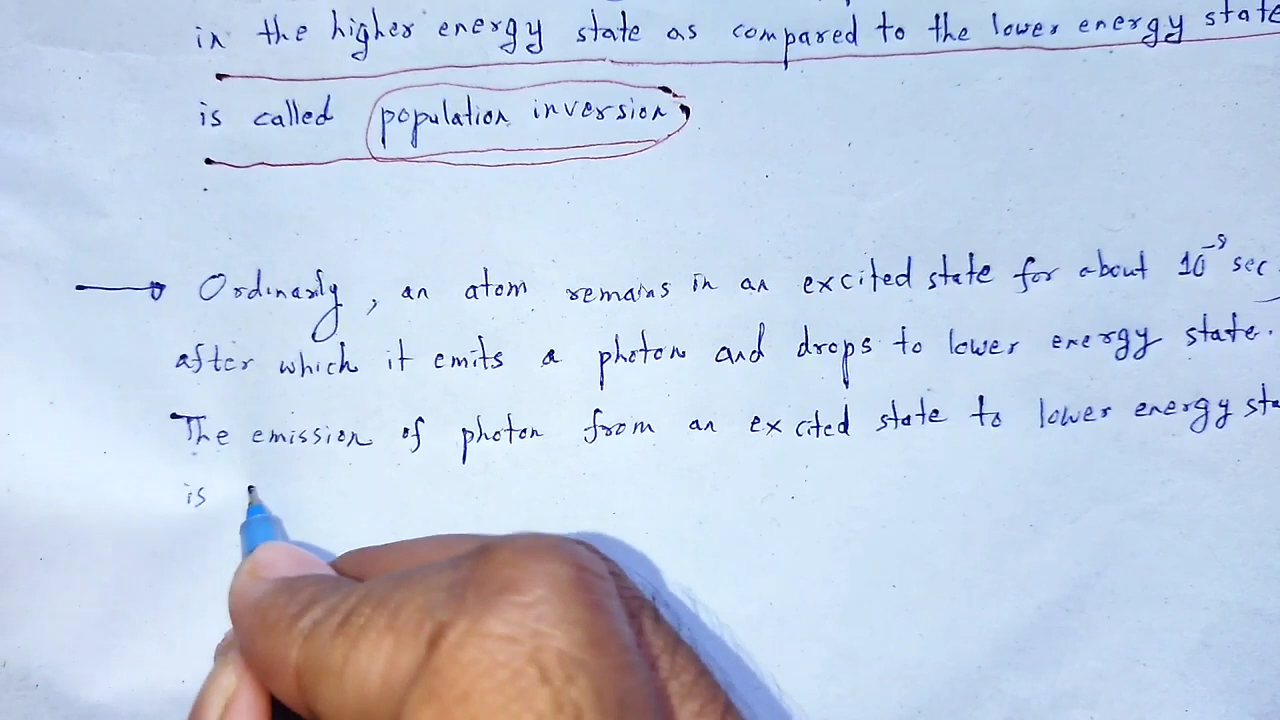 in the higher energy state as compared to the lower energy state
is called population inversion
→ Ordinarily, an atom remains in an excited state for about 10⁻⁸ sec
after which it emits a photon and drops to lower energy state.
The emission of photon from an excited state to lower energy sta
is